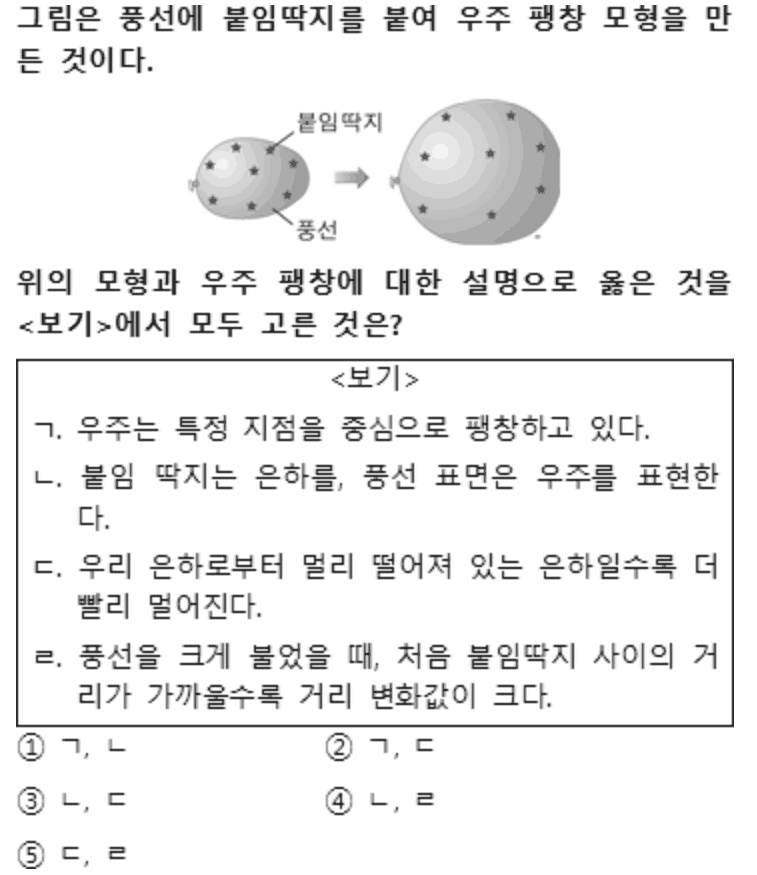 그림은 풍선에 붙임딱지를 붙여 우주 팽창 모형을 만
든 것이다.
붙임딱지
풍선
위의 모형과 우주 팽창에 대한 설명으로 옳은 것을
<보기>에서 모두 고른 것은?
<보기>
ㄱ. 우주는 특정 지점을 중심으로 팽창하고 있다.
ㄴ. 붙임 딱지는 은하를, 풍선 표면은 우주를 표현한
다.
ㄷ. 우리 은하로부터 멀리 떨어져 있는 은하일수록 더
빨리 멀어진다.
ㄹ. 풍선을 크게 불었을 때, 처음 붙임딱지 사이의 거
리가 가까울수록 거리 변화값이 크다.
① ㄱ, ㄴ ② ㄱ, ㄷ
③ ㄴ, ㄷ ④ ㄴ, ㄹ
⑤ ㄷ, ㄹ